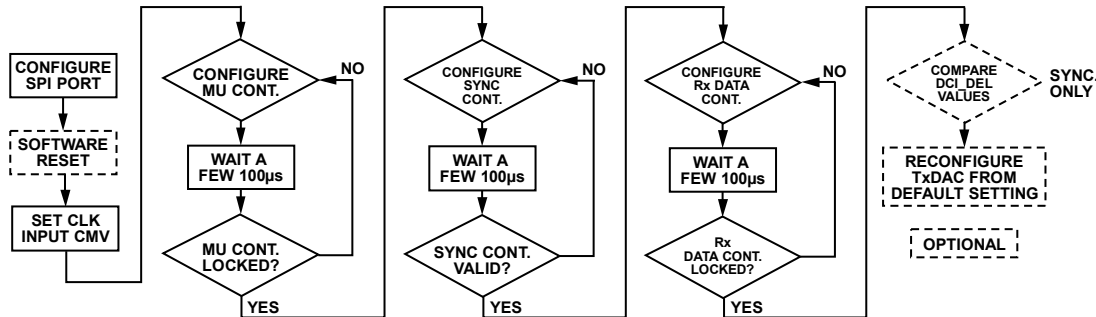 CONFIGURE
SPI PORT
SOFTWARE
RESET
SET CLK
INPUT CMV
CONFIGURE
MU CONT.
NO
WAIT A
FEW 100µs
MU CONT.
LOCKED?
YES
CONFIGURE
SYNC
CONT.
NO
WAIT A
FEW 100µs
SYNC CONT.
VALID?
YES
CONFIGURE
Rx DATA
CONT.
NO
WAIT A
FEW 100µs
Rx
DATA CONT.
LOCKED?
YES
COMPARE
DCI_DEL
VALUES
SYNC.
ONLY
RECONFIGURE
TxDAC FROM
DEFAULT SETTING
OPTIONAL